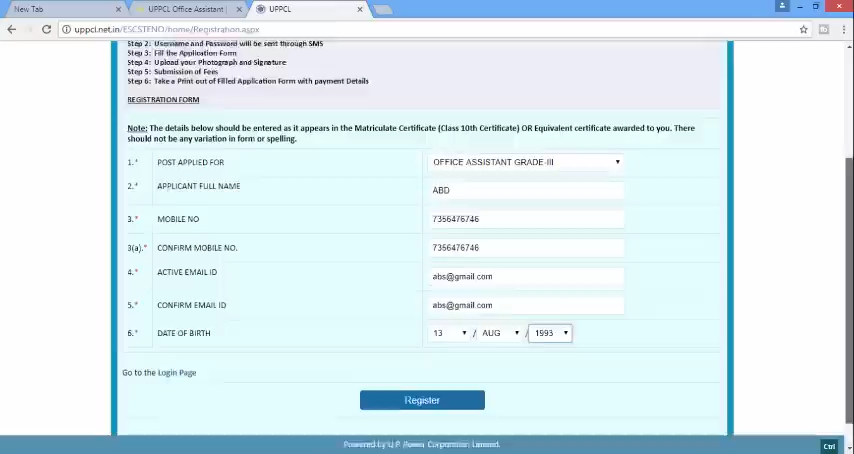 New Tab
UPPCL Office Assistant |
UPPCL
uppcl.net.in/ESCSTENO/home/Registration.aspx
Step 2: Username and Password will be sent through SMS
Step 3: Fill the Application Form
Step 4: Upload your Photograph and Signature
Step 5: Submission of Fees
Step 6: Take a Print out of Filled Application Form with payment Details
REGISTRATION FORM
Note: The details below should be entered as it appears in the Matriculate Certificate (Class 10th Certificate) OR Equivalent certificate awarded to you. There
should not be any variation in form or spelling.
1.* POST APPLIED FOR OFFICE ASSISTANT GRADE-III
2.* APPLICANT FULL NAME ABD
3.* MOBILE NO 7356476746
3(a).* CONFIRM MOBILE NO. 7356476746
4.* ACTIVE EMAIL ID abs@gmail.com
5.* CONFIRM EMAIL ID abs@gmail.com
6.* DATE OF BIRTH 13 / AUG / 1993
Go to the Login Page
Register
Powered by U.P. Power Corporation Limited.
Ctrl